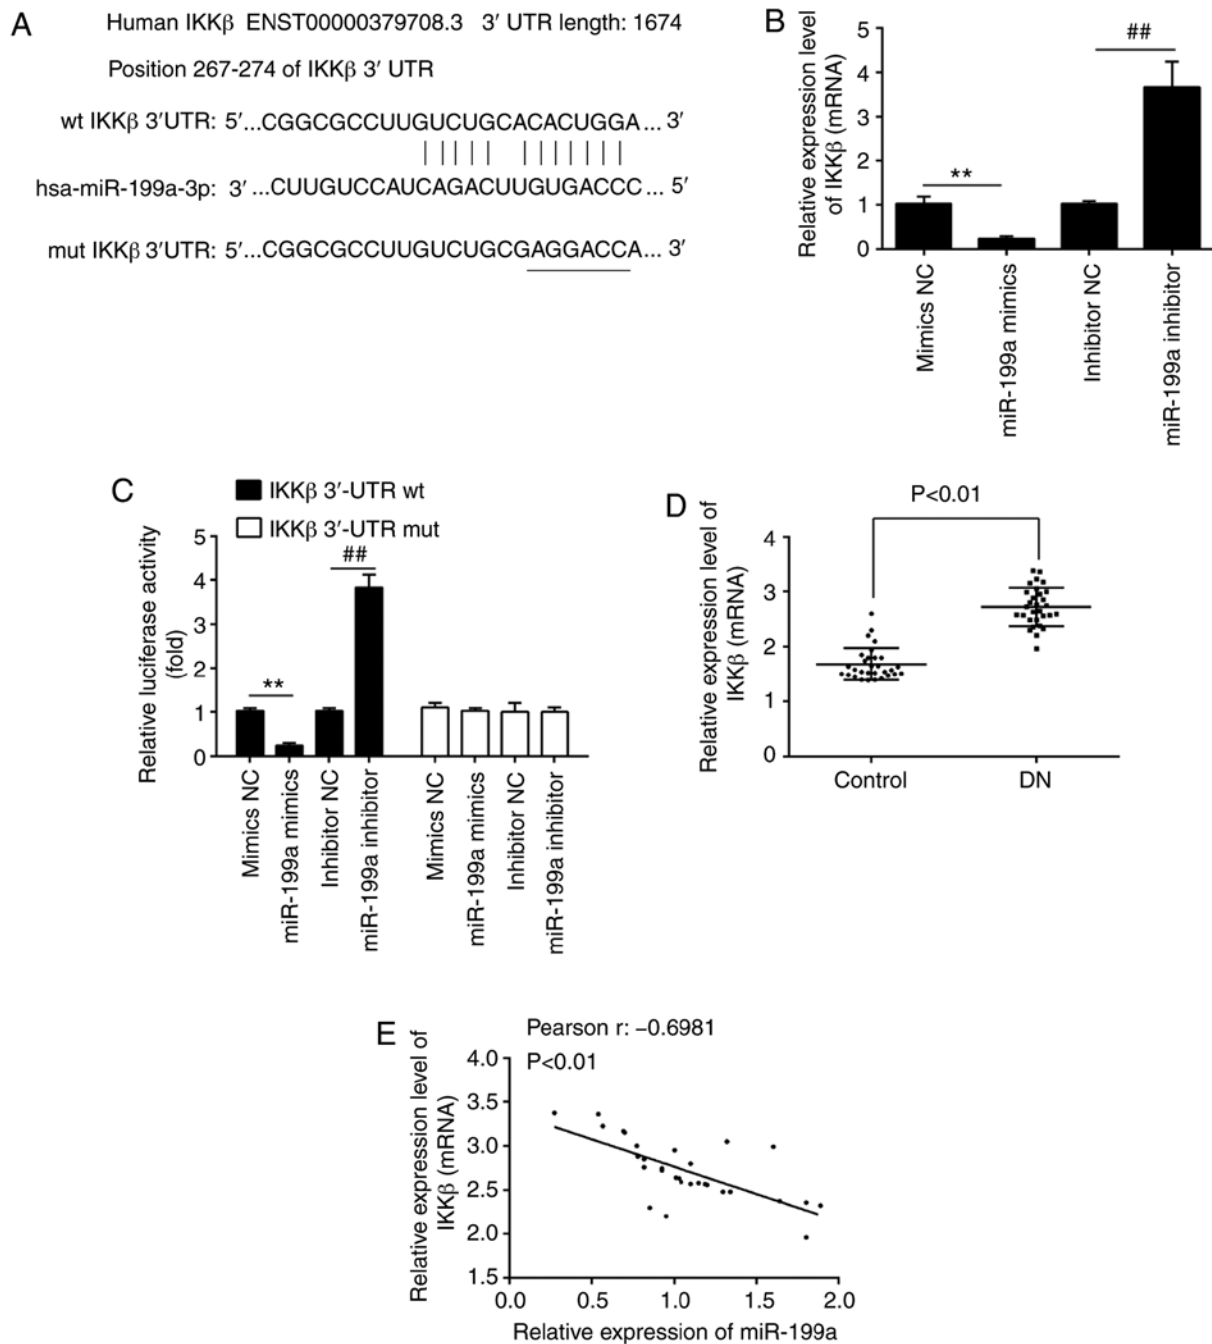 A
Human IKKβ ENST00000379708.3 3′ UTR length: 1674
Position 267-274 of IKKβ 3′ UTR
wt IKKβ 3′UTR: 5′...CGGCGCCUUGUCUGCACACUGGA... 3′
hsa-miR-199a-3p: 3′ ...CUUGUCCAUCAGACUUGUGACCC... 5′
mut IKKβ 3′UTR: 5′...CGGCGCCUUGUCUGCGAGGACCA... 3′
B
Relative expression level
of IKKβ (mRNA)
5
4
3
2
1
0
**
##
Mimics NC
miR-199a mimics
Inhibitor NC
miR-199a inhibitor
C
IKKβ 3′-UTR wt
IKKβ 3′-UTR mut
Relative luciferase activity
(fold)
5
4
3
2
1
0
**
##
Mimics NC
miR-199a mimics
Inhibitor NC
miR-199a inhibitor
Mimics NC
miR-199a mimics
Inhibitor NC
miR-199a inhibitor
D
P<0.01
Relative expression level of
IKKβ (mRNA)
4
3
2
1
0
Control
DN
E
Pearson r: −0.6981
P<0.01
Relative expression level of
IKKβ (mRNA)
4.0
3.5
3.0
2.5
2.0
1.5
0.0
0.5
1.0
1.5
2.0
Relative expression of miR-199a